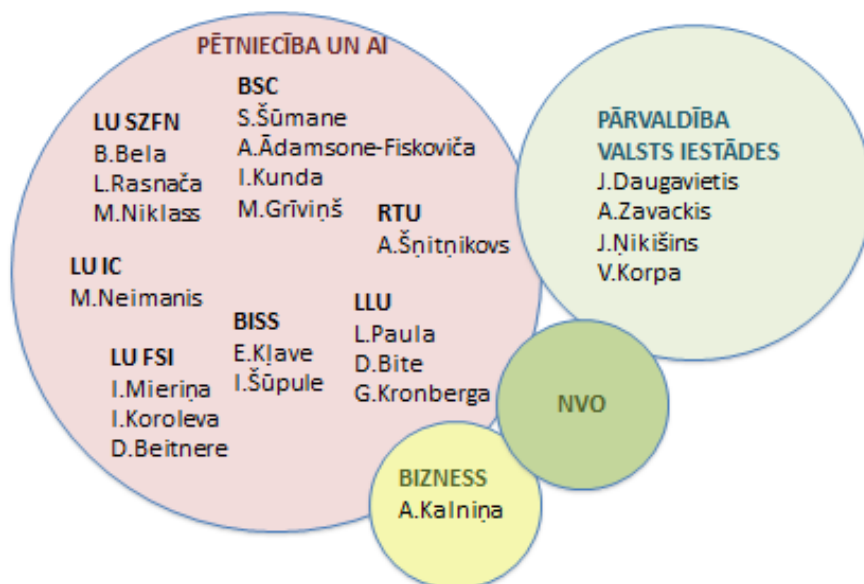 PĒTNIECĪBA UN AI
BSC
S.Šūmane
A.Ādamsone-Fiskoviča
I.Kunda
M.Grīviņš
LU SZFN
B.Bela
L.Rasnača
M.Niklass
RTU
A.Šņitņikovs
LU IC
M.Neimanis
BISS
E.Kļave
I.Šūpule
LLU
L.Paula
D.Bite
G.Kronberga
LU FSI
I.Mieriņa
I.Koroleva
D.Beitnere
PĀRVALDĪBA
VALSTS IESTĀDES
J.Daugavietis
A.Zavackis
J.Ņikišins
V.Korpa
NVO
BIZNESS
A.Kalniņa